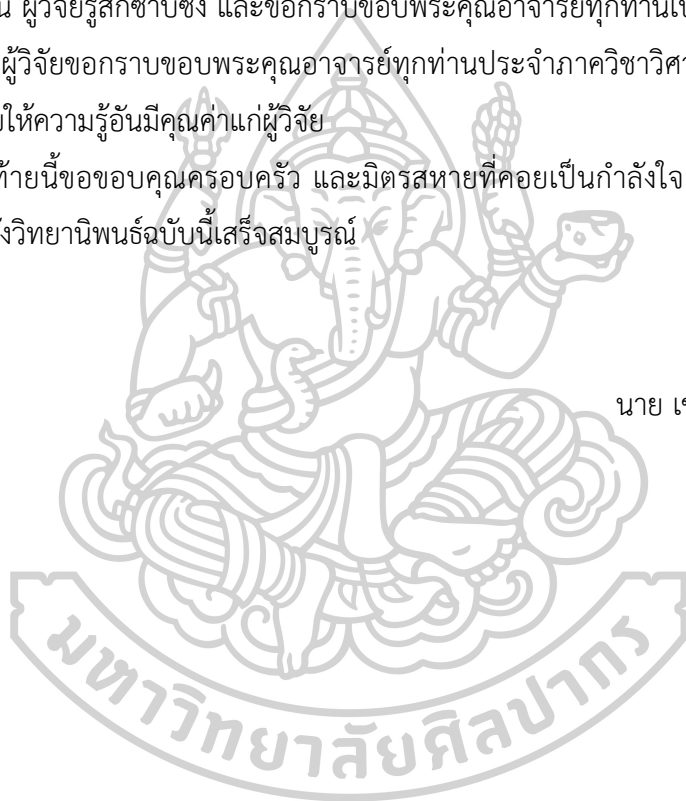 ผู้วิจัยรู้สึกซาบซึ้ง และขอกราบขอบพระคุณอาจารย์ทุกท่านเป็
ผู้วิจัยขอกราบขอบพระคุณอาจารย์ทุกท่านประจำภาควิชาวิศ
ให้ความรู้อันมีคุณค่าแก่ผู้วิจัย
ท้ายนี้ขอขอบคุณครอบครัว และมิตรสหายที่คอยเป็นกำลังใจ
วิทยานิพนธ์ฉบับนี้เสร็จสมบูรณ์
นาย
มหาวิทยาลัยศิลปากร